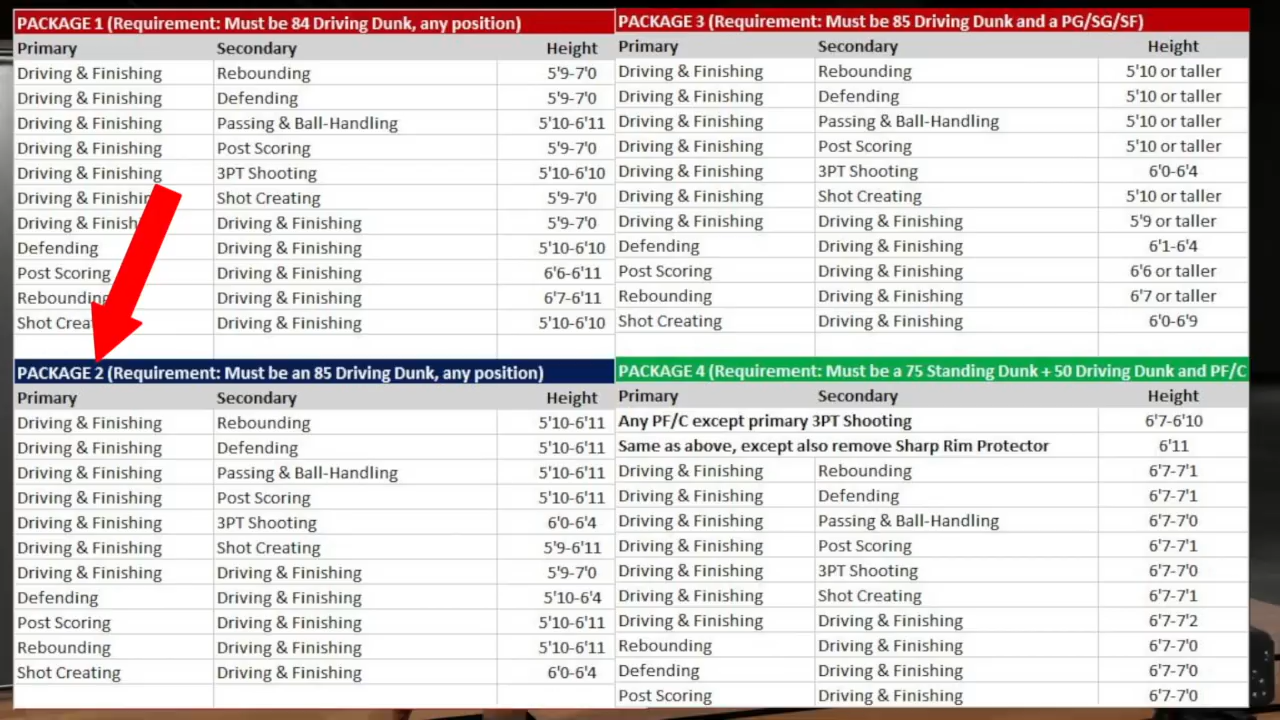 PACKAGE 1 (Requirement: Must be 84 Driving Dunk, any position)
Primary Secondary Height
Driving & Finishing Rebounding 5'9-7'0
Driving & Finishing Defending 5'9-7'0
Driving & Finishing Passing & Ball-Handling 5'10-6'11
Driving & Finishing Post Scoring 5'9-7'0
Driving & Finishing 3PT Shooting 5'10-6'10
Driving & Finishin Shot Creating 5'9-7'0
Driving & Finish Driving & Finishing 5'9-7'0
Defending Driving & Finishing 5'10-6'10
Post Scoring Driving & Finishing 6'6-6'11
Rebounding Driving & Finishing 6'7-6'11
Shot Crea Driving & Finishing 5'10-6'10
PACKAGE 2 (Requirement: Must be an 85 Driving Dunk, any position)
Primary Secondary Height
Driving & Finishing Rebounding 5'10-6'11
Driving & Finishing Defending 5'10-6'11
Driving & Finishing Passing & Ball-Handling 5'10-6'11
Driving & Finishing Post Scoring 5'10-6'11
Driving & Finishing 3PT Shooting 6'0-6'4
Driving & Finishing Shot Creating 5'9-6'11
Driving & Finishing Driving & Finishing 5'9-7'0
Defending Driving & Finishing 5'10-6'4
Post Scoring Driving & Finishing 5'10-6'11
Rebounding Driving & Finishing 5'10-6'11
Shot Creating Driving & Finishing 6'0-6'4
PACKAGE 3 (Requirement: Must be 85 Driving Dunk and a PG/SG/SF)
Primary Secondary Height
Driving & Finishing Rebounding 5'10 or taller
Driving & Finishing Defending 5'10 or taller
Driving & Finishing Passing & Ball-Handling 5'10 or taller
Driving & Finishing Post Scoring 5'10 or taller
Driving & Finishing 3PT Shooting 6'0-6'4
Driving & Finishing Shot Creating 5'10 or taller
Driving & Finishing Driving & Finishing 5'9 or taller
Defending Driving & Finishing 6'1-6'4
Post Scoring Driving & Finishing 6'6 or taller
Rebounding Driving & Finishing 6'7 or taller
Shot Creating Driving & Finishing 6'0-6'9
PACKAGE 4 (Requirement: Must be a 75 Standing Dunk + 50 Driving Dunk and PF/C
Primary Secondary Height
Any PF/C except primary 3PT Shooting 6'7-6'10
Same as above, except also remove Sharp Rim Protector 6'11
Driving & Finishing Rebounding 6'7-7'1
Driving & Finishing Defending 6'7-7'1
Driving & Finishing Passing & Ball-Handling 6'7-7'0
Driving & Finishing Post Scoring 6'7-7'1
Driving & Finishing 3PT Shooting 6'7-7'0
Driving & Finishing Shot Creating 6'7-7'1
Driving & Finishing Driving & Finishing 6'7-7'2
Rebounding Driving & Finishing 6'7-7'0
Defending Driving & Finishing 6'7-7'0
Post Scoring Driving & Finishing 6'7-7'0